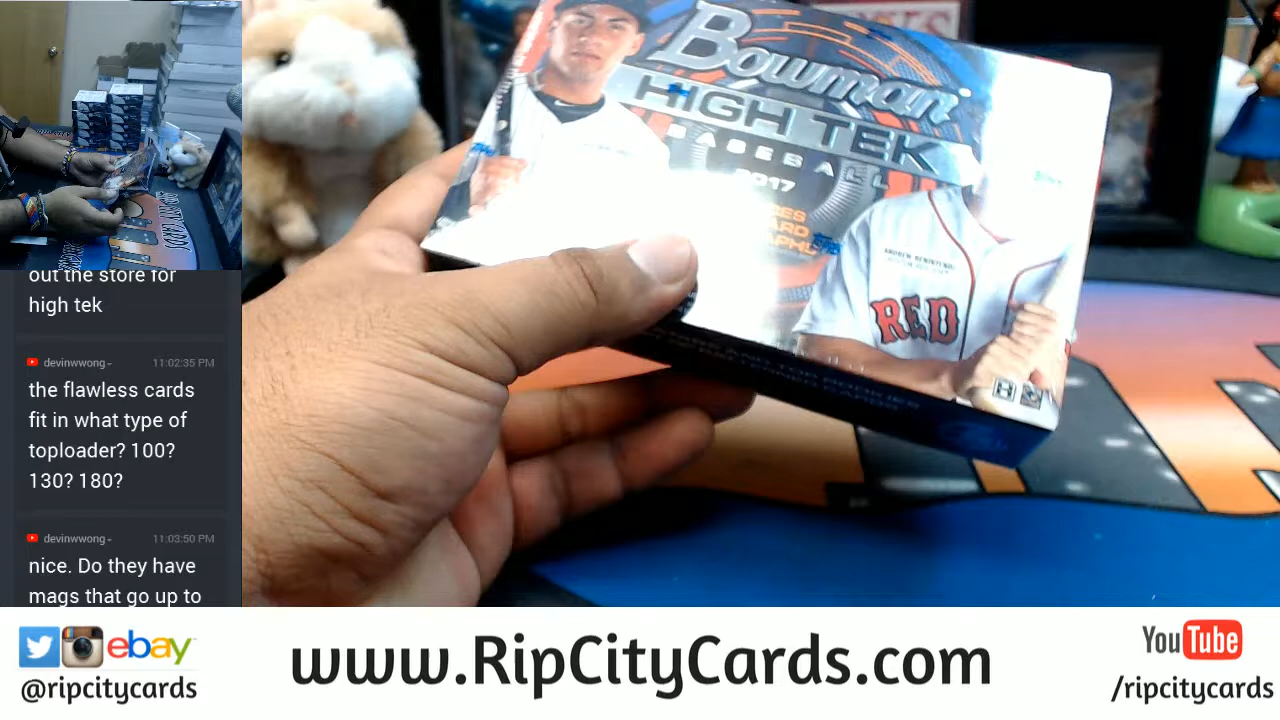 out the store for
high tek
devinwwong-
11:02:35 PM
the flawless cards
fit in what type of
toploader? 100?
130? 180?
devinwwong-
11:03:50 PM
nice. Do they have
mags that go up to
Bowman
HIGH TEK
BASEBALL
2017
RED
ebay
@ripcitycards
www.RipCityCards.com
YouTube
/ripcitycards